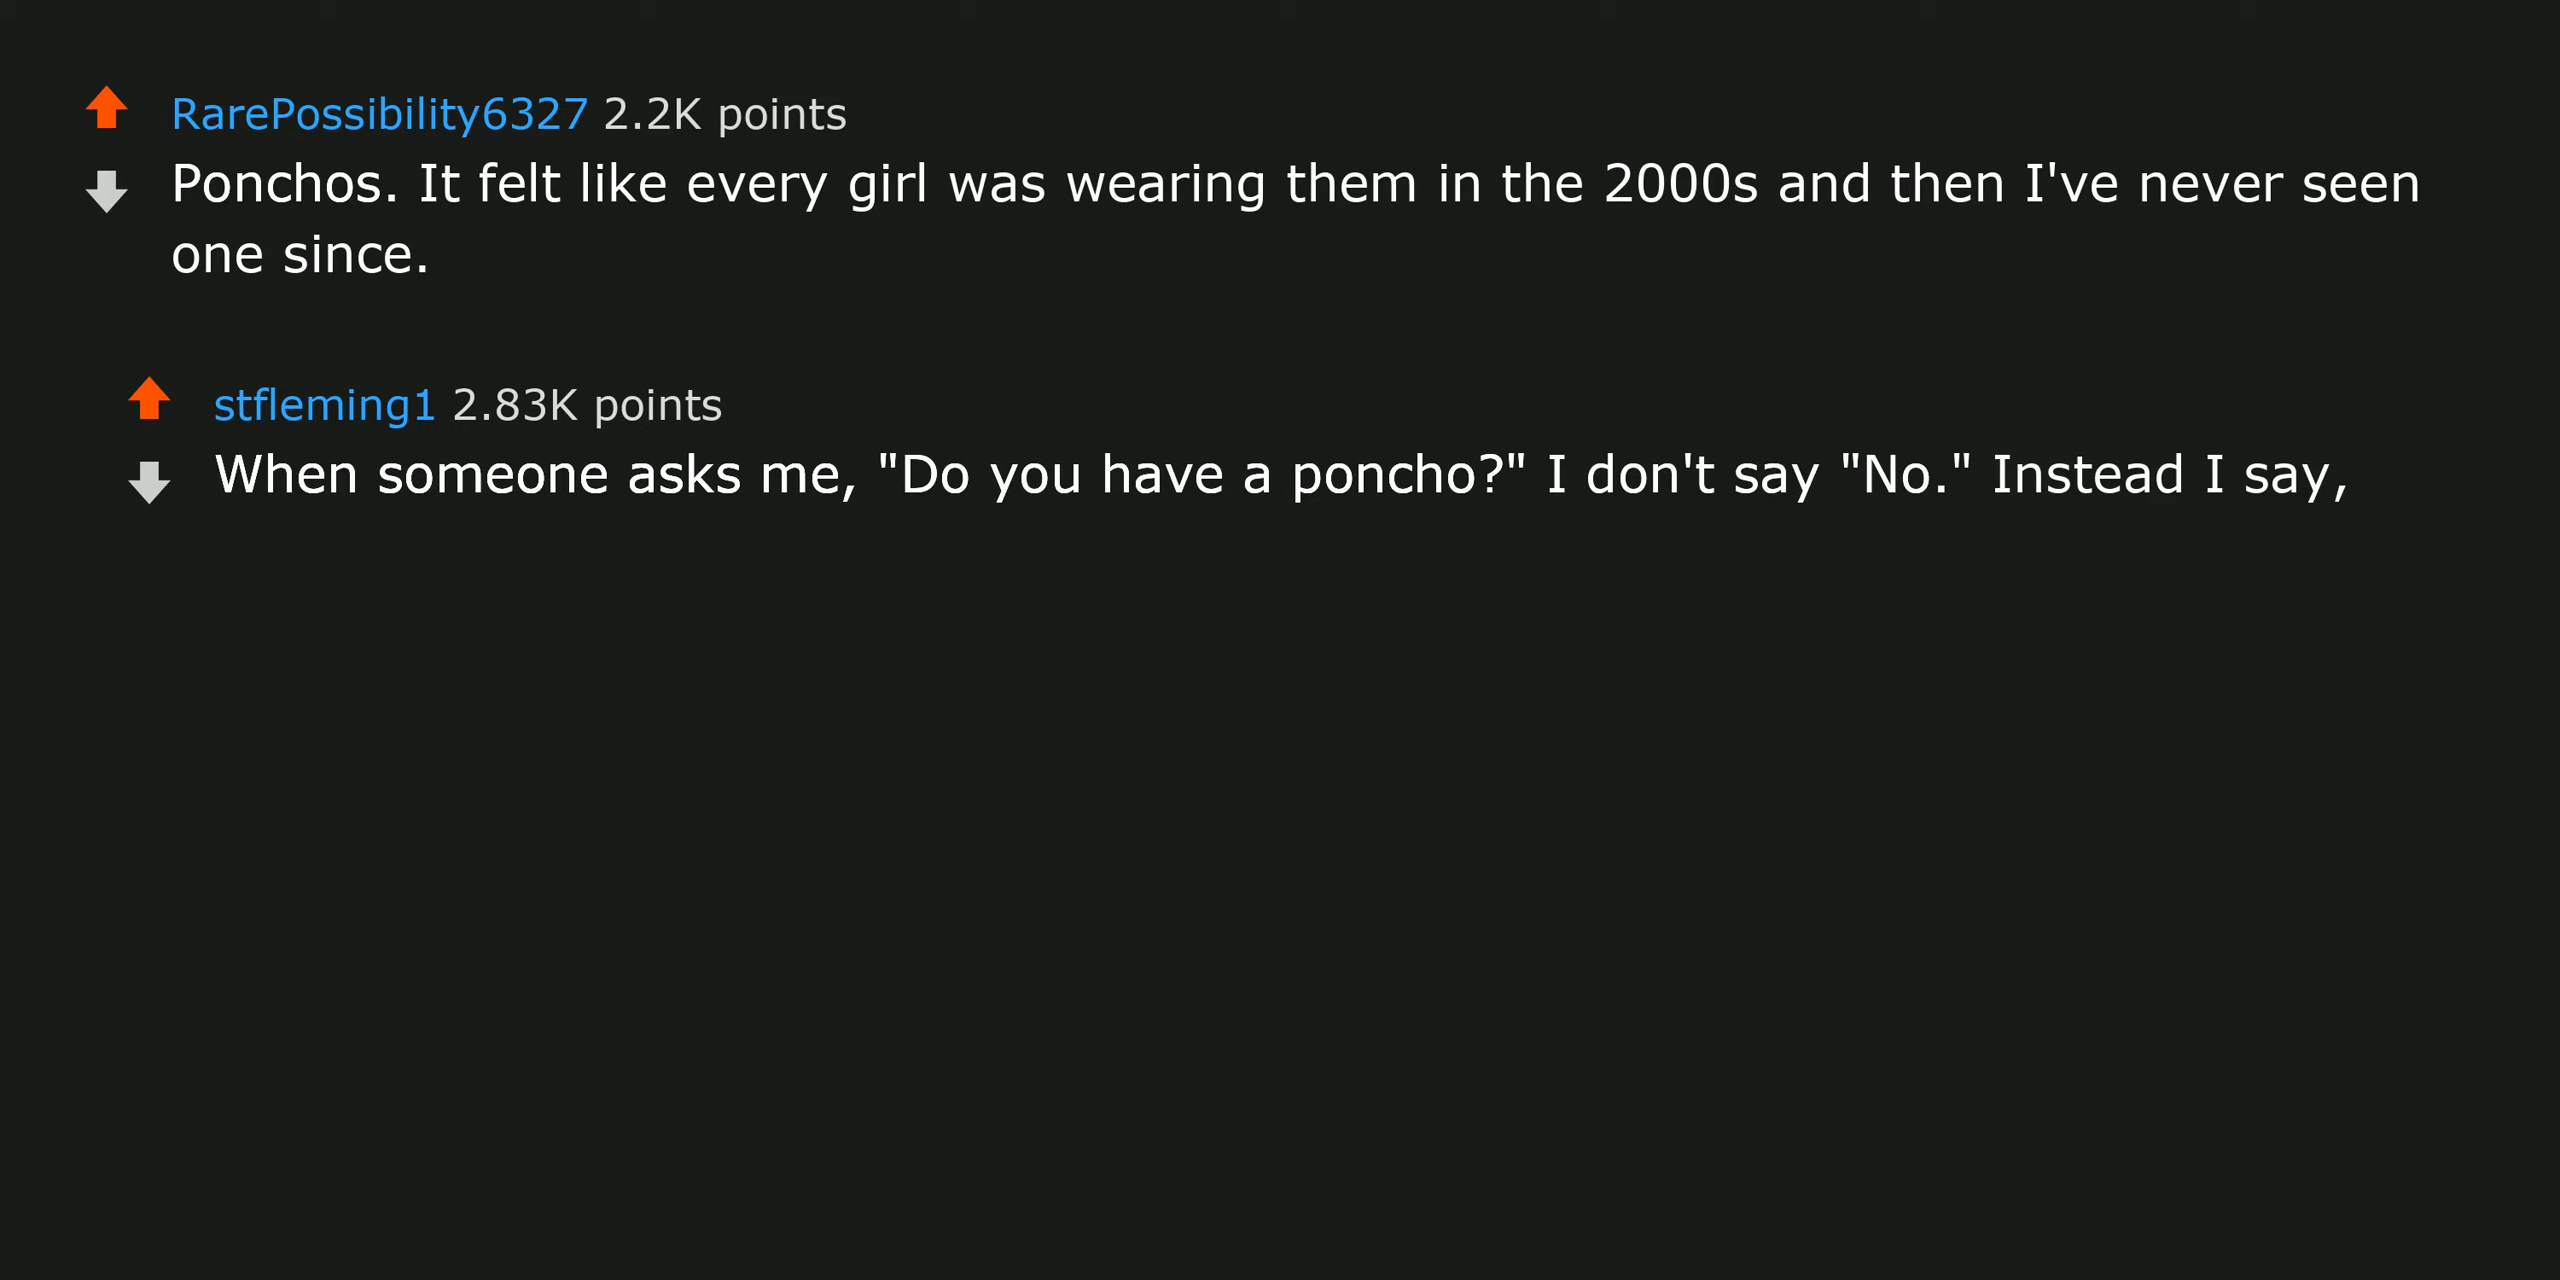 RarePossibility6327 2.2K points
Ponchos. It felt like every girl was wearing them in the 2000s and then I've never seen
one since.
stfleming1 2.83K points
When someone asks me, "Do you have a poncho?" I don't say "No." Instead I say,